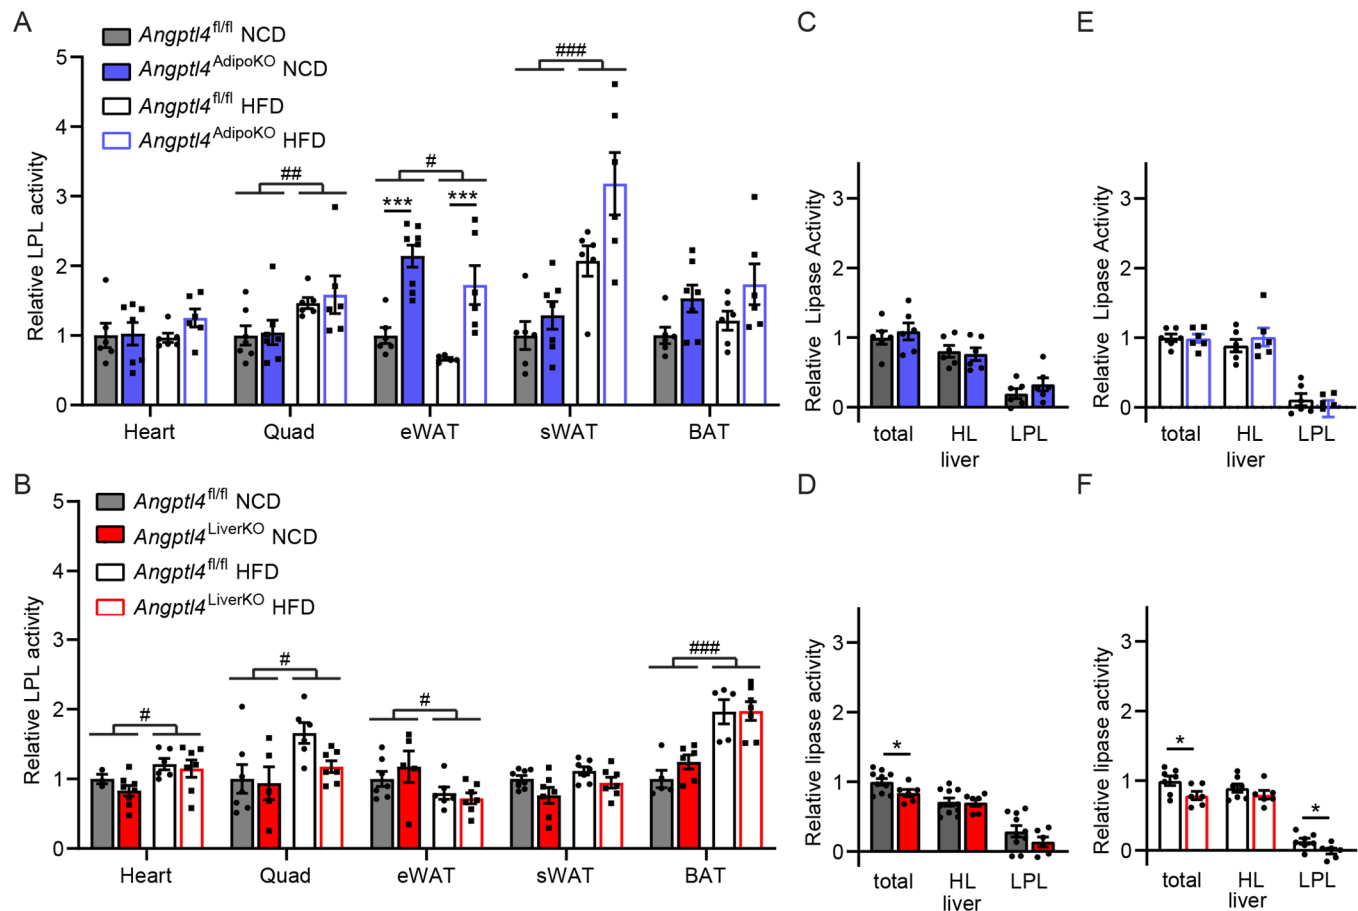 A
Angptl4fl/fl NCD
Angptl4AdipoKO NCD
Angptl4fl/fl HFD
Angptl4AdipoKO HFD
Relative LPL activity
5
4
3
2
1
0
##
#
***
***
###
Heart
Quad
eWAT
sWAT
BAT
C
Relative Lipase Activity
3
2
1
0
total
HL
LPL
liver
E
Relative Lipase Activity
3
2
1
0
total
HL
LPL
liver
B
Angptl4fl/fl NCD
Angptl4LiverKO NCD
Angptl4fl/fl HFD
Angptl4LiverKO HFD
Relative LPL activity
5
4
3
2
1
0
#
#
#
###
Heart
Quad
eWAT
sWAT
BAT
D
Relative lipase activity
3
2
1
0
*
total
HL
LPL
liver
F
Relative lipase activity
3
2
1
0
*
*
total
HL
LPL
liver